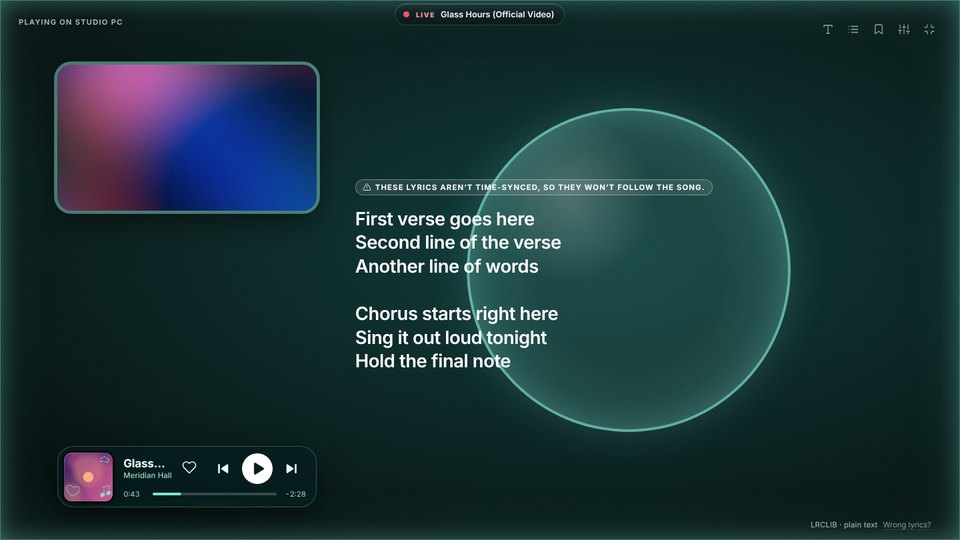 PLAYING ON STUDIO PC
LIVE Glass Hours (Official Video)
THESE LYRICS AREN'T TIME-SYNCED, SO THEY WON'T FOLLOW THE SONG.
First verse goes here
Second line of the verse
Another line of words
Chorus starts right here
Sing it out loud tonight
Hold the final note
Glass...
Meridian Hall
0:43
-2:28
LRCLIB · plain text Wrong lyrics?